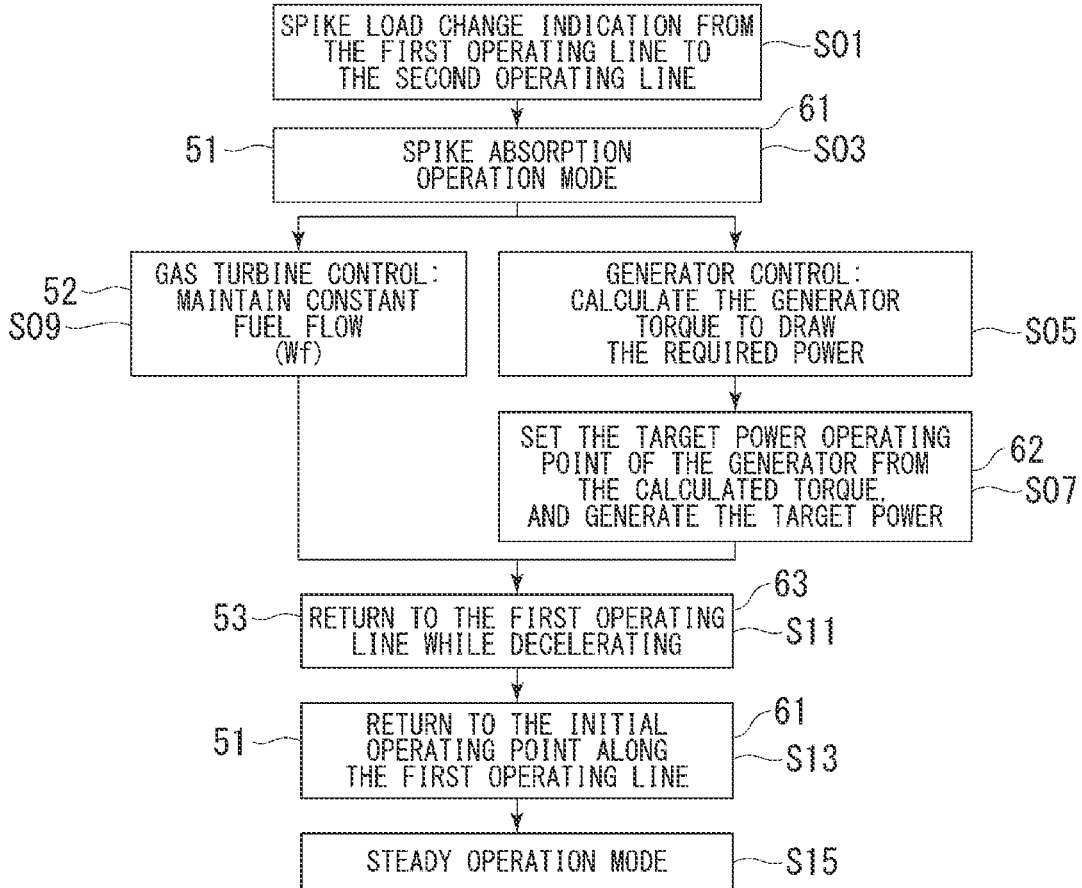 SPIKE LOAD CHANGE INDICATION FROM
THE FIRST OPERATING LINE TO
THE SECOND OPERATING LINE
S01
61
51
SPIKE ABSORPTION
OPERATION MODE
S03
52
S09
GAS TURBINE CONTROL:
MAINTAIN CONSTANT
FUEL FLOW
(Wf)
GENERATOR CONTROL:
CALCULATE THE GENERATOR
TORQUE TO DRAW
THE REQUIRED POWER
S05
SET THE TARGET POWER OPERATING
POINT OF THE GENERATOR FROM
THE CALCULATED TORQUE,
AND GENERATE THE TARGET POWER
62
S07
63
53
RETURN TO THE FIRST OPERATING
LINE WHILE DECELERATING
S11
61
51
RETURN TO THE INITIAL
OPERATING POINT ALONG
THE FIRST OPERATING LINE
S13
STEADY OPERATION MODE
S15